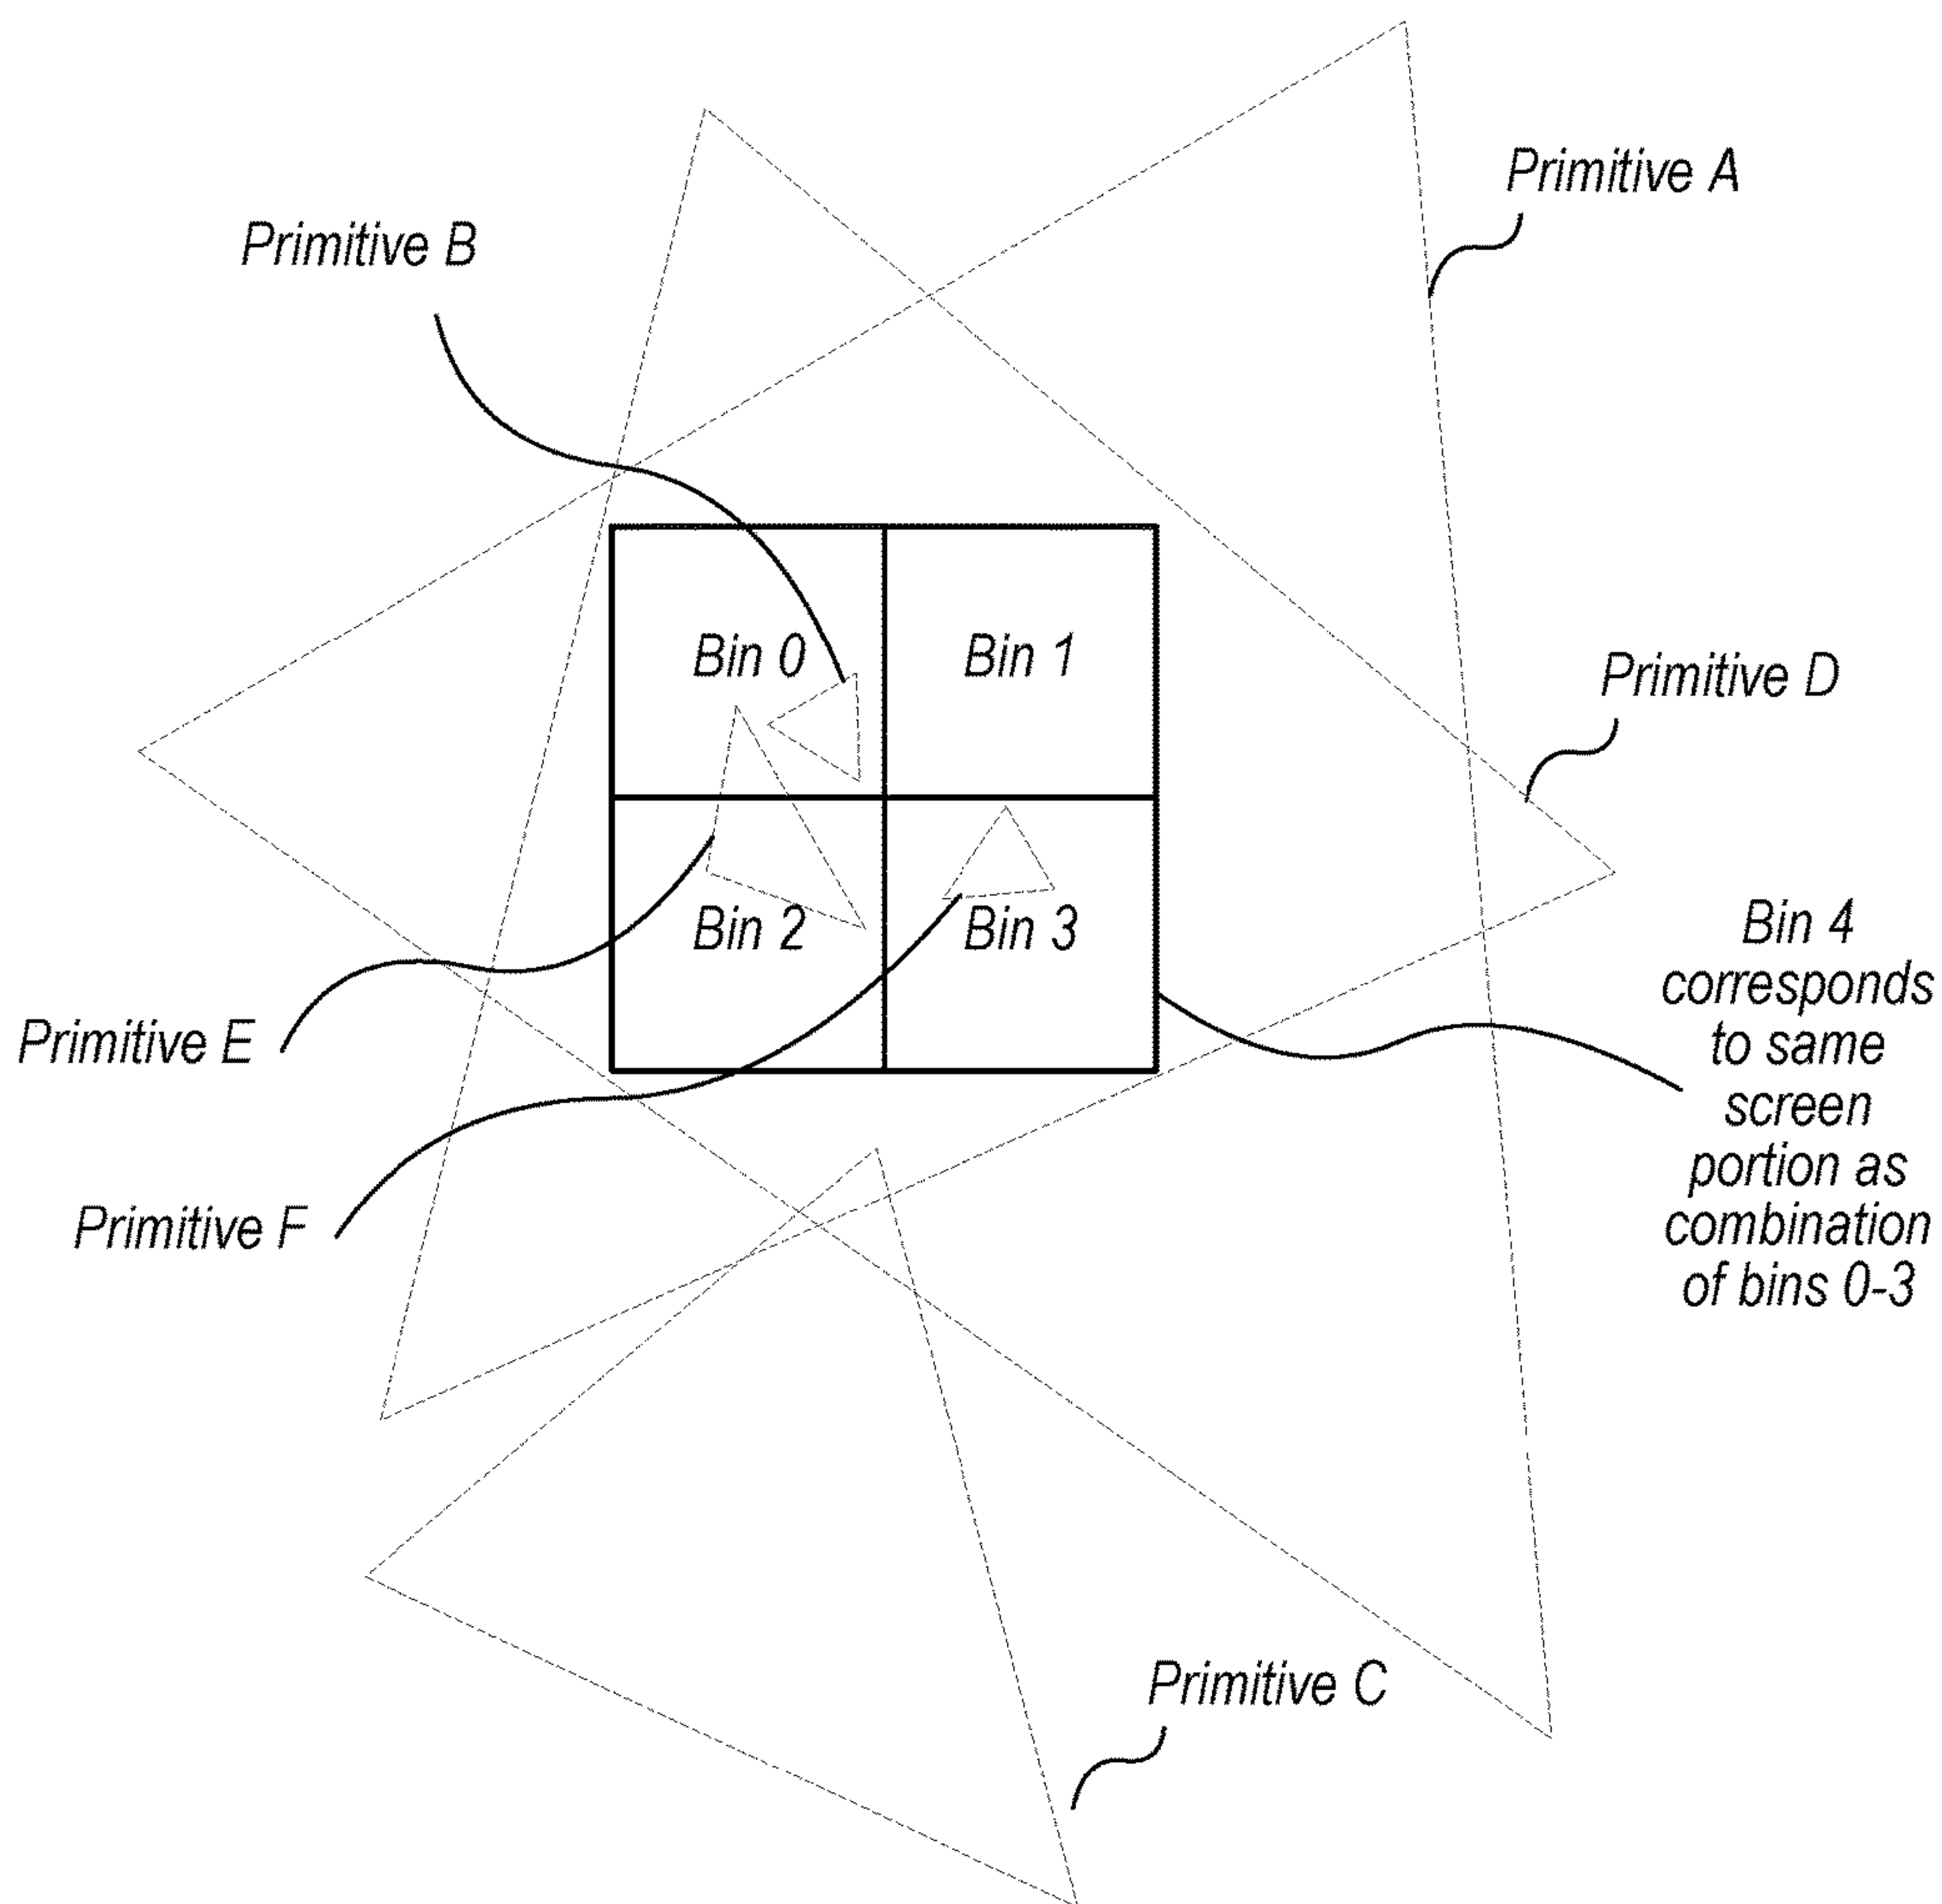 Primitive A
Primitive B
Bin 0
Bin 1
Primitive D
Bin 2
Bin 3
Bin 4
corresponds
to same
screen
portion as
combination
of bins 0-3
Primitive E
Primitive F
Primitive C